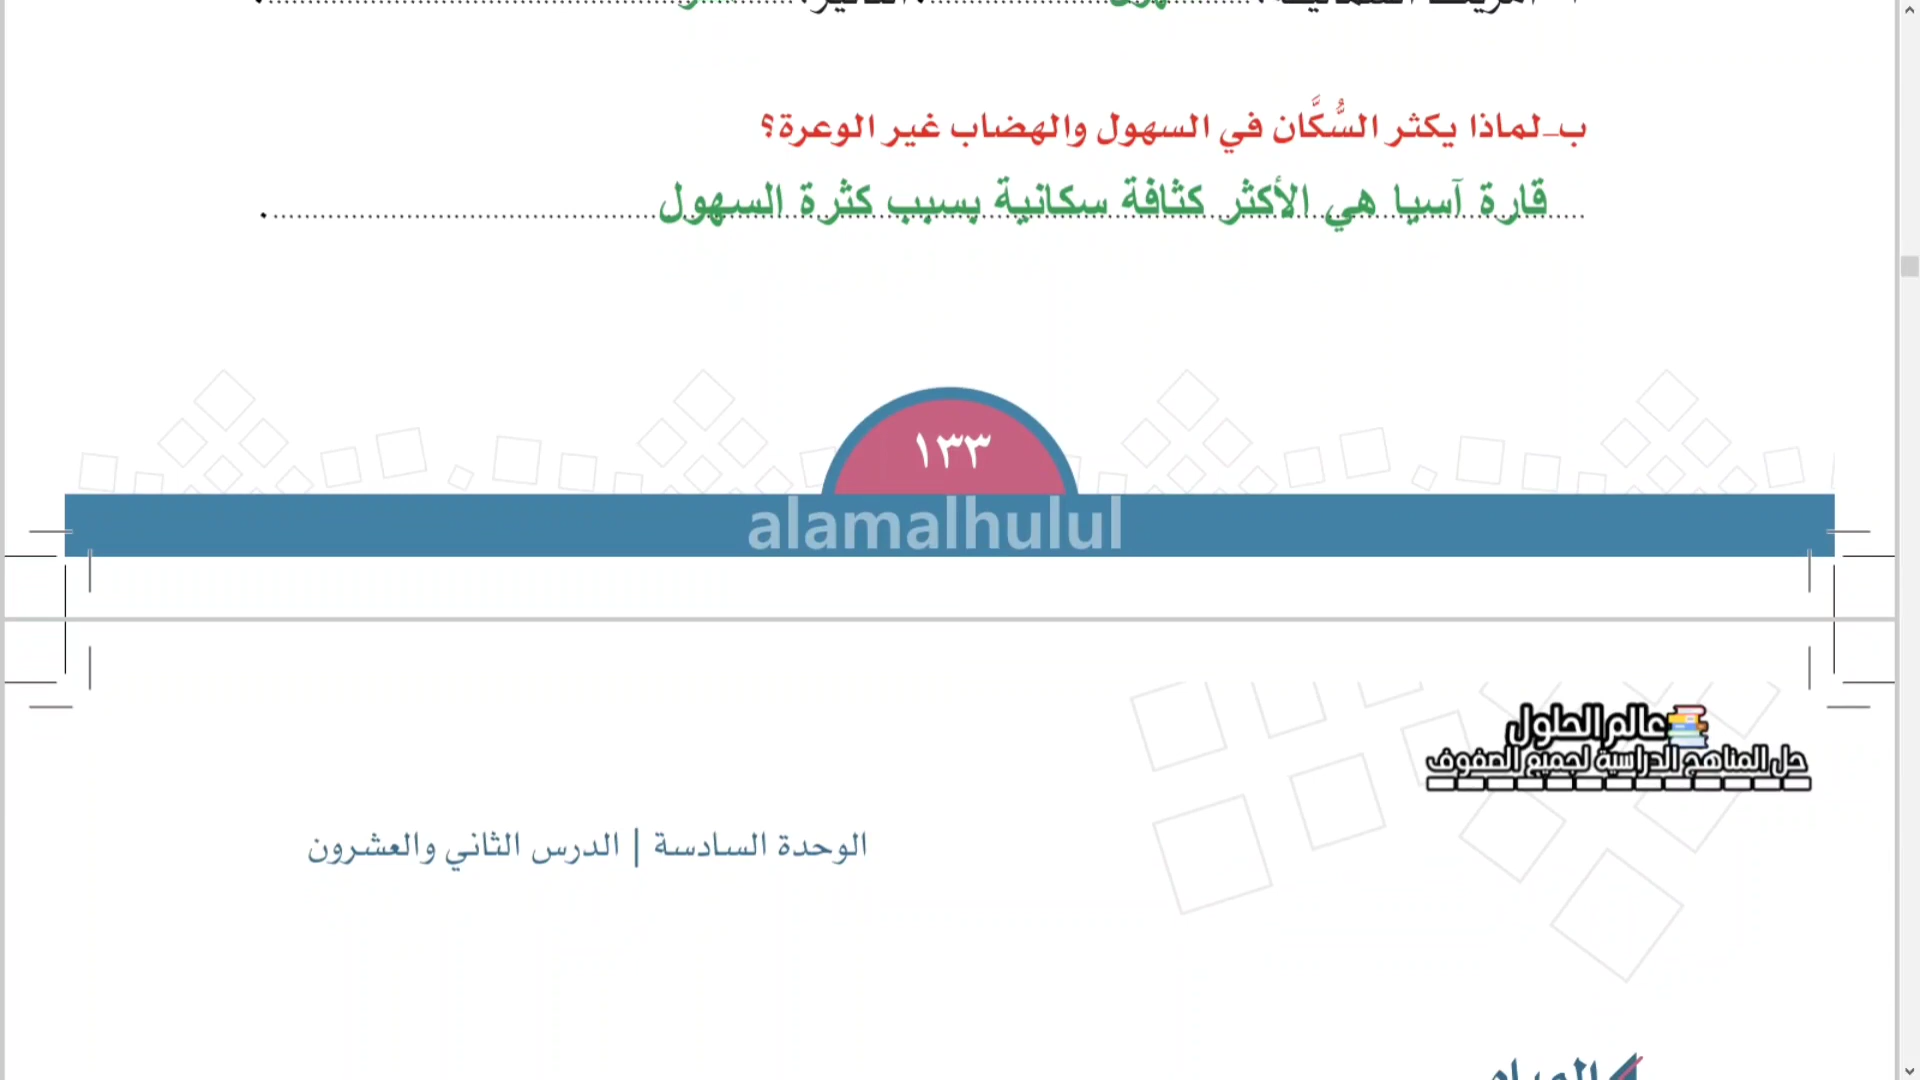 ب-لماذا يكثر السُّكَّان في السهول والهضاب غير الوعرة؟
قارة آسيا هي الأكثر كثافة سكانية بسبب كثرة السهول
١٣٣
alamalhulul
عالم الحلول
حل المناهج الدراسية لجميع الصفوف
الوحدة السادسة | الدرس الثاني والعشرون